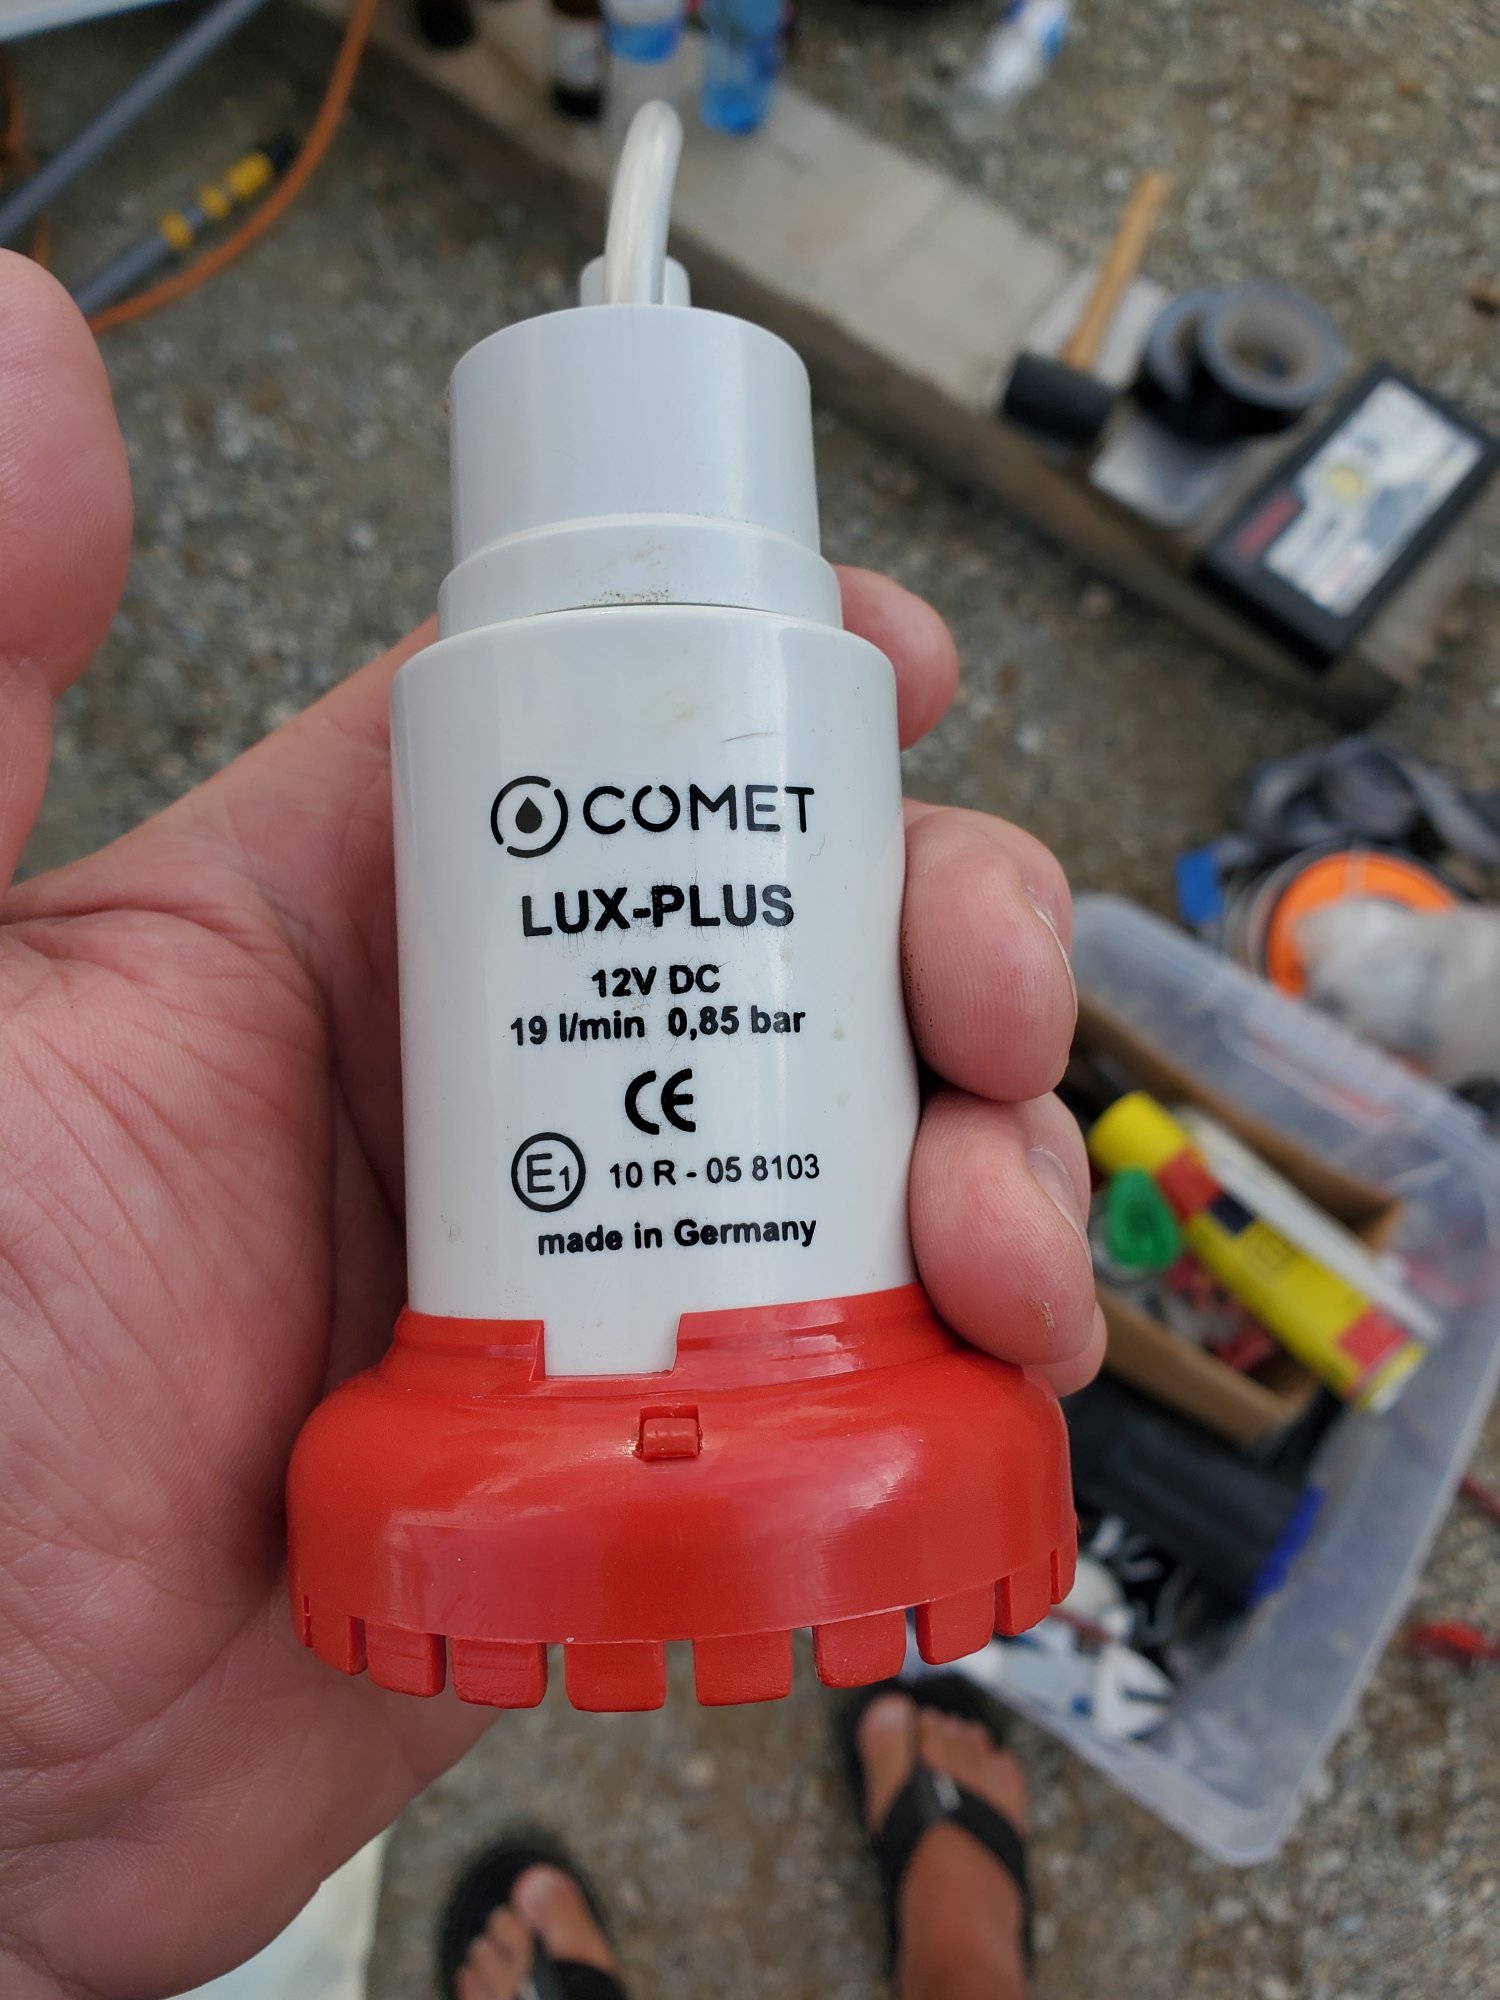 COMET
LUX-PLUS
12V DC
19 l/min 0,85 bar
CE
E1 10 R - 05 8103
made in Germany